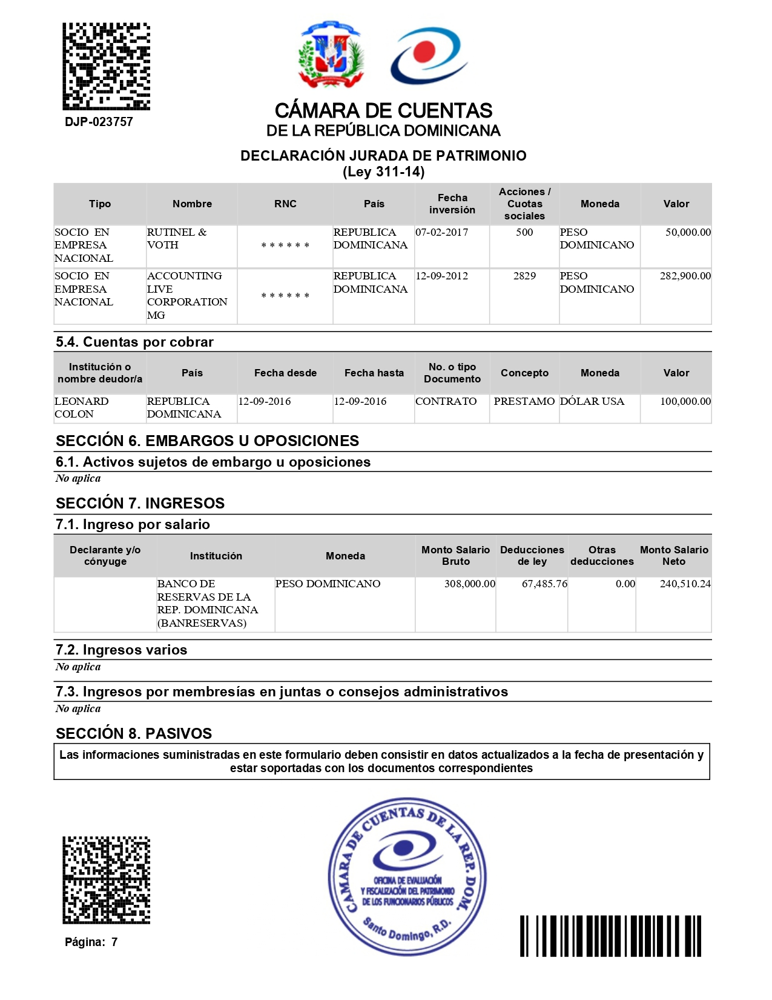 DJP-023757
CÁMARA DE CUENTAS
DE LA REPÚBLICA DOMINICANA
DECLARACIÓN JURADA DE PATRIMONIO
(Ley 311-14)
Tipo Nombre RNC País Fecha inversión Acciones / Cuotas sociales Moneda Valor
SOCIO EN EMPRESA NACIONAL RUTINEL & VOTH * * * * * * REPUBLICA DOMINICANA 07-02-2017 500 PESO DOMINICANO 50,000.00
SOCIO EN EMPRESA NACIONAL ACCOUNTING LIVE CORPORATION MG * * * * * * REPUBLICA DOMINICANA 12-09-2012 2829 PESO DOMINICANO 282,900.00
5.4. Cuentas por cobrar
Institución o nombre deudor/a País Fecha desde Fecha hasta No. o tipo Documento Concepto Moneda Valor
LEONARD COLON REPUBLICA DOMINICANA 12-09-2016 12-09-2016 CONTRATO PRESTAMO DÓLAR USA 100,000.00
SECCIÓN 6. EMBARGOS U OPOSICIONES
6.1. Activos sujetos de embargo u oposiciones
No aplica
SECCIÓN 7. INGRESOS
7.1. Ingreso por salario
Declarante y/o cónyuge Institución Moneda Monto Salario Bruto Deducciones de ley Otras deducciones Monto Salario Neto
BANCO DE RESERVAS DE LA REP. DOMINICANA (BANRESERVAS) PESO DOMINICANO 308,000.00 67,485.76 0.00 240,510.24
7.2. Ingresos varios
No aplica
7.3. Ingresos por membresías en juntas o consejos administrativos
No aplica
SECCIÓN 8. PASIVOS
Las informaciones suministradas en este formulario deben consistir en datos actualizados a la fecha de presentación y
estar soportadas con los documentos correspondientes
CAMARA DE CUENTAS DE LA REP. DOM.
OFICINA DE EVALUACIÓN
Y FISCALIZACIÓN DEL PATRIMONIO
DE LOS FUNCIONARIOS PÚBLICOS
Santo Domingo, R.D.
Página: 7